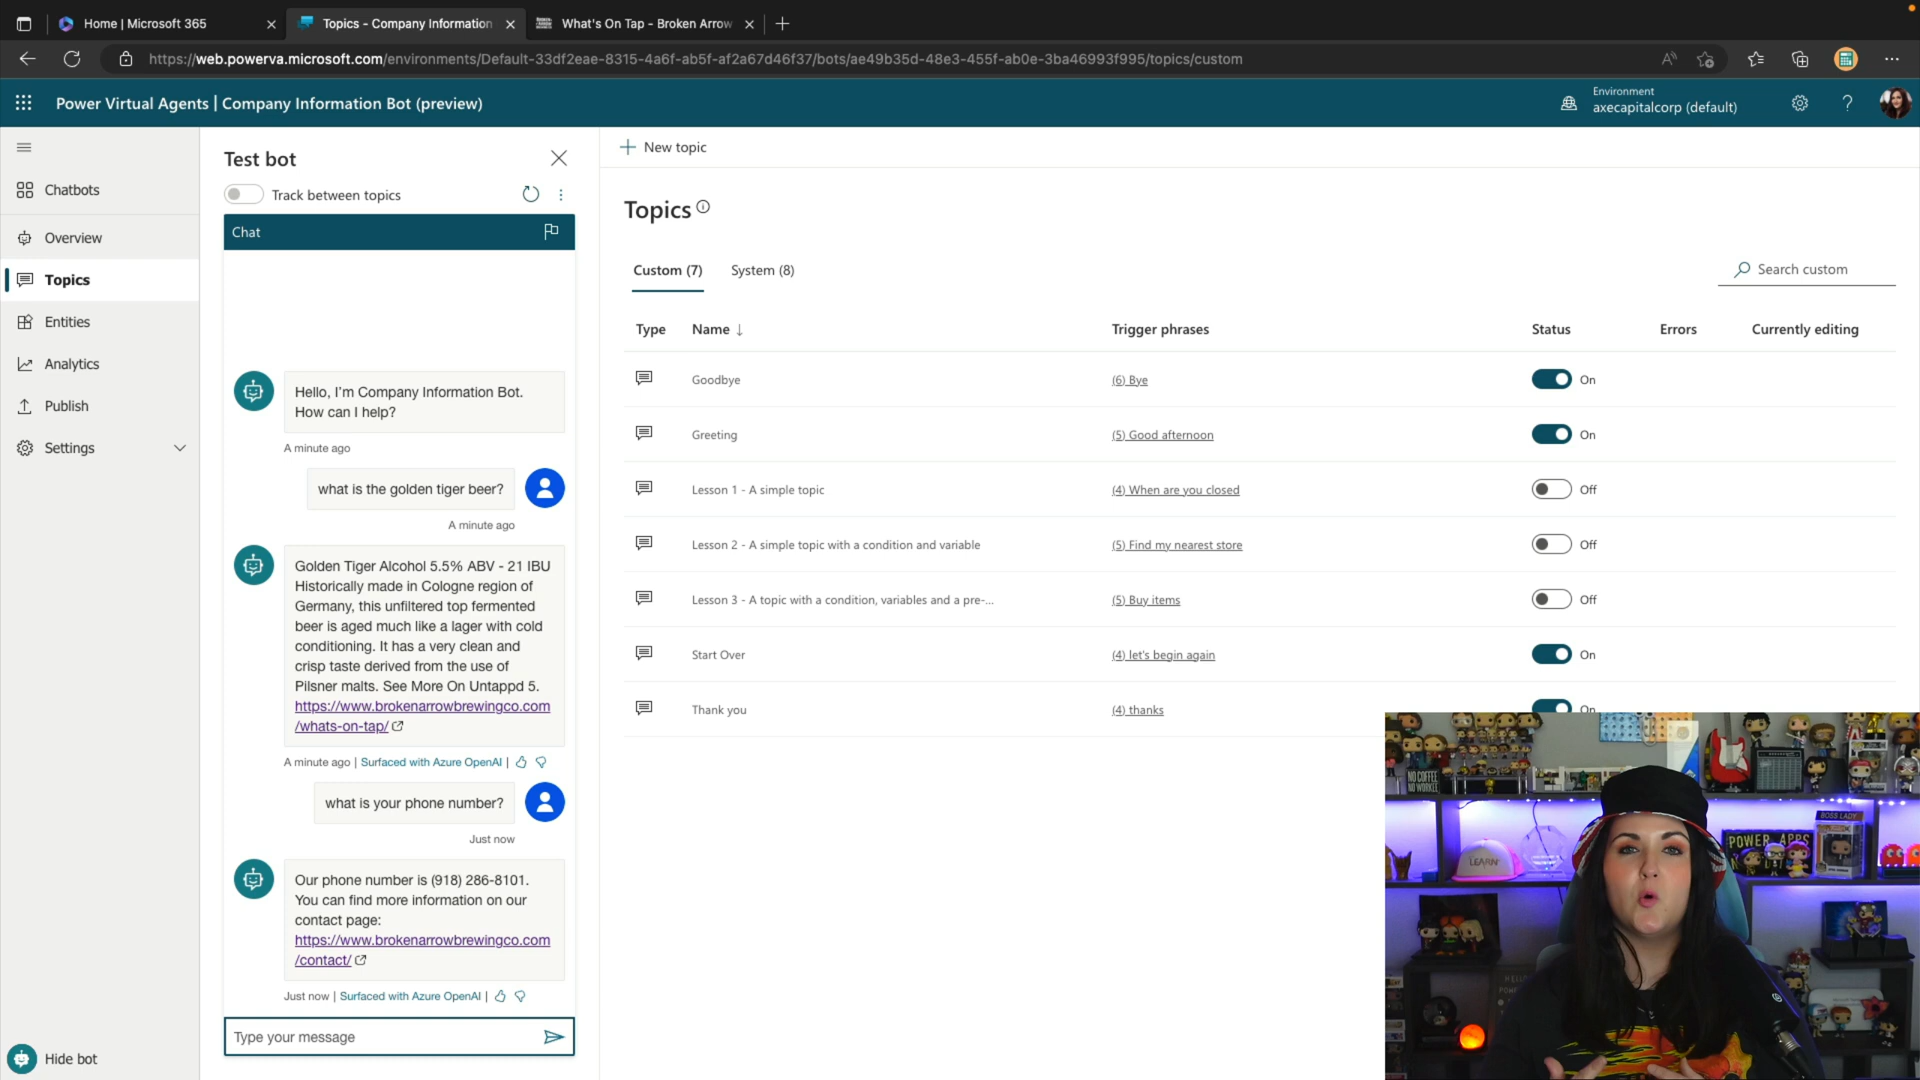 Home | Microsoft 365
Topics - Company Information
What's On Tap - Broken Arrow
https://web.powerva.microsoft.com/environments/Default-33df2eae-8315-4a6f-ab5f-af2a67d46f37/bots/ae49b35d-48e3-455f-ab0e-3ba46993f995/topics/custom
Power Virtual Agents | Company Information Bot (preview)
Environment
axecapitalcorp (default)
Chatbots
Overview
Topics
Entities
Analytics
Publish
Settings
Hide bot
Test bot
Track between topics
Chat
Hello, I'm Company Information Bot.
How can I help?
A minute ago
what is the golden tiger beer?
A minute ago
Golden Tiger Alcohol 5.5% ABV - 21 IBU
Historically made in Cologne region of
Germany, this unfiltered top fermented
beer is aged much like a lager with cold
conditioning. It has a very clean and
crisp taste derived from the use of
Pilsner malts. See More On Untappd 5.
https://www.brokenarrowbrewingco.com
/whats-on-tap/
A minute ago | Surfaced with Azure OpenAI |
what is your phone number?
Just now
Our phone number is (918) 286-8101.
You can find more information on our
contact page:
https://www.brokenarrowbrewingco.com
/contact/
Just now | Surfaced with Azure OpenAI |
Type your message
New topic
Topics
Custom (7)
System (8)
Search custom
Type Name ↓ Trigger phrases Status Errors Currently editing
Goodbye (6) Bye On
Greeting (5) Good afternoon On
Lesson 1 - A simple topic (4) When are you closed Off
Lesson 2 - A simple topic with a condition and variable (5) Find my nearest store Off
Lesson 3 - A topic with a condition, variables and a pre-... (5) Buy items Off
Start Over (4) let's begin again On
Thank you (4) thanks On
NO COFFEE
NO WORKEE
LEARN
POWER APPS
BOSS LADY